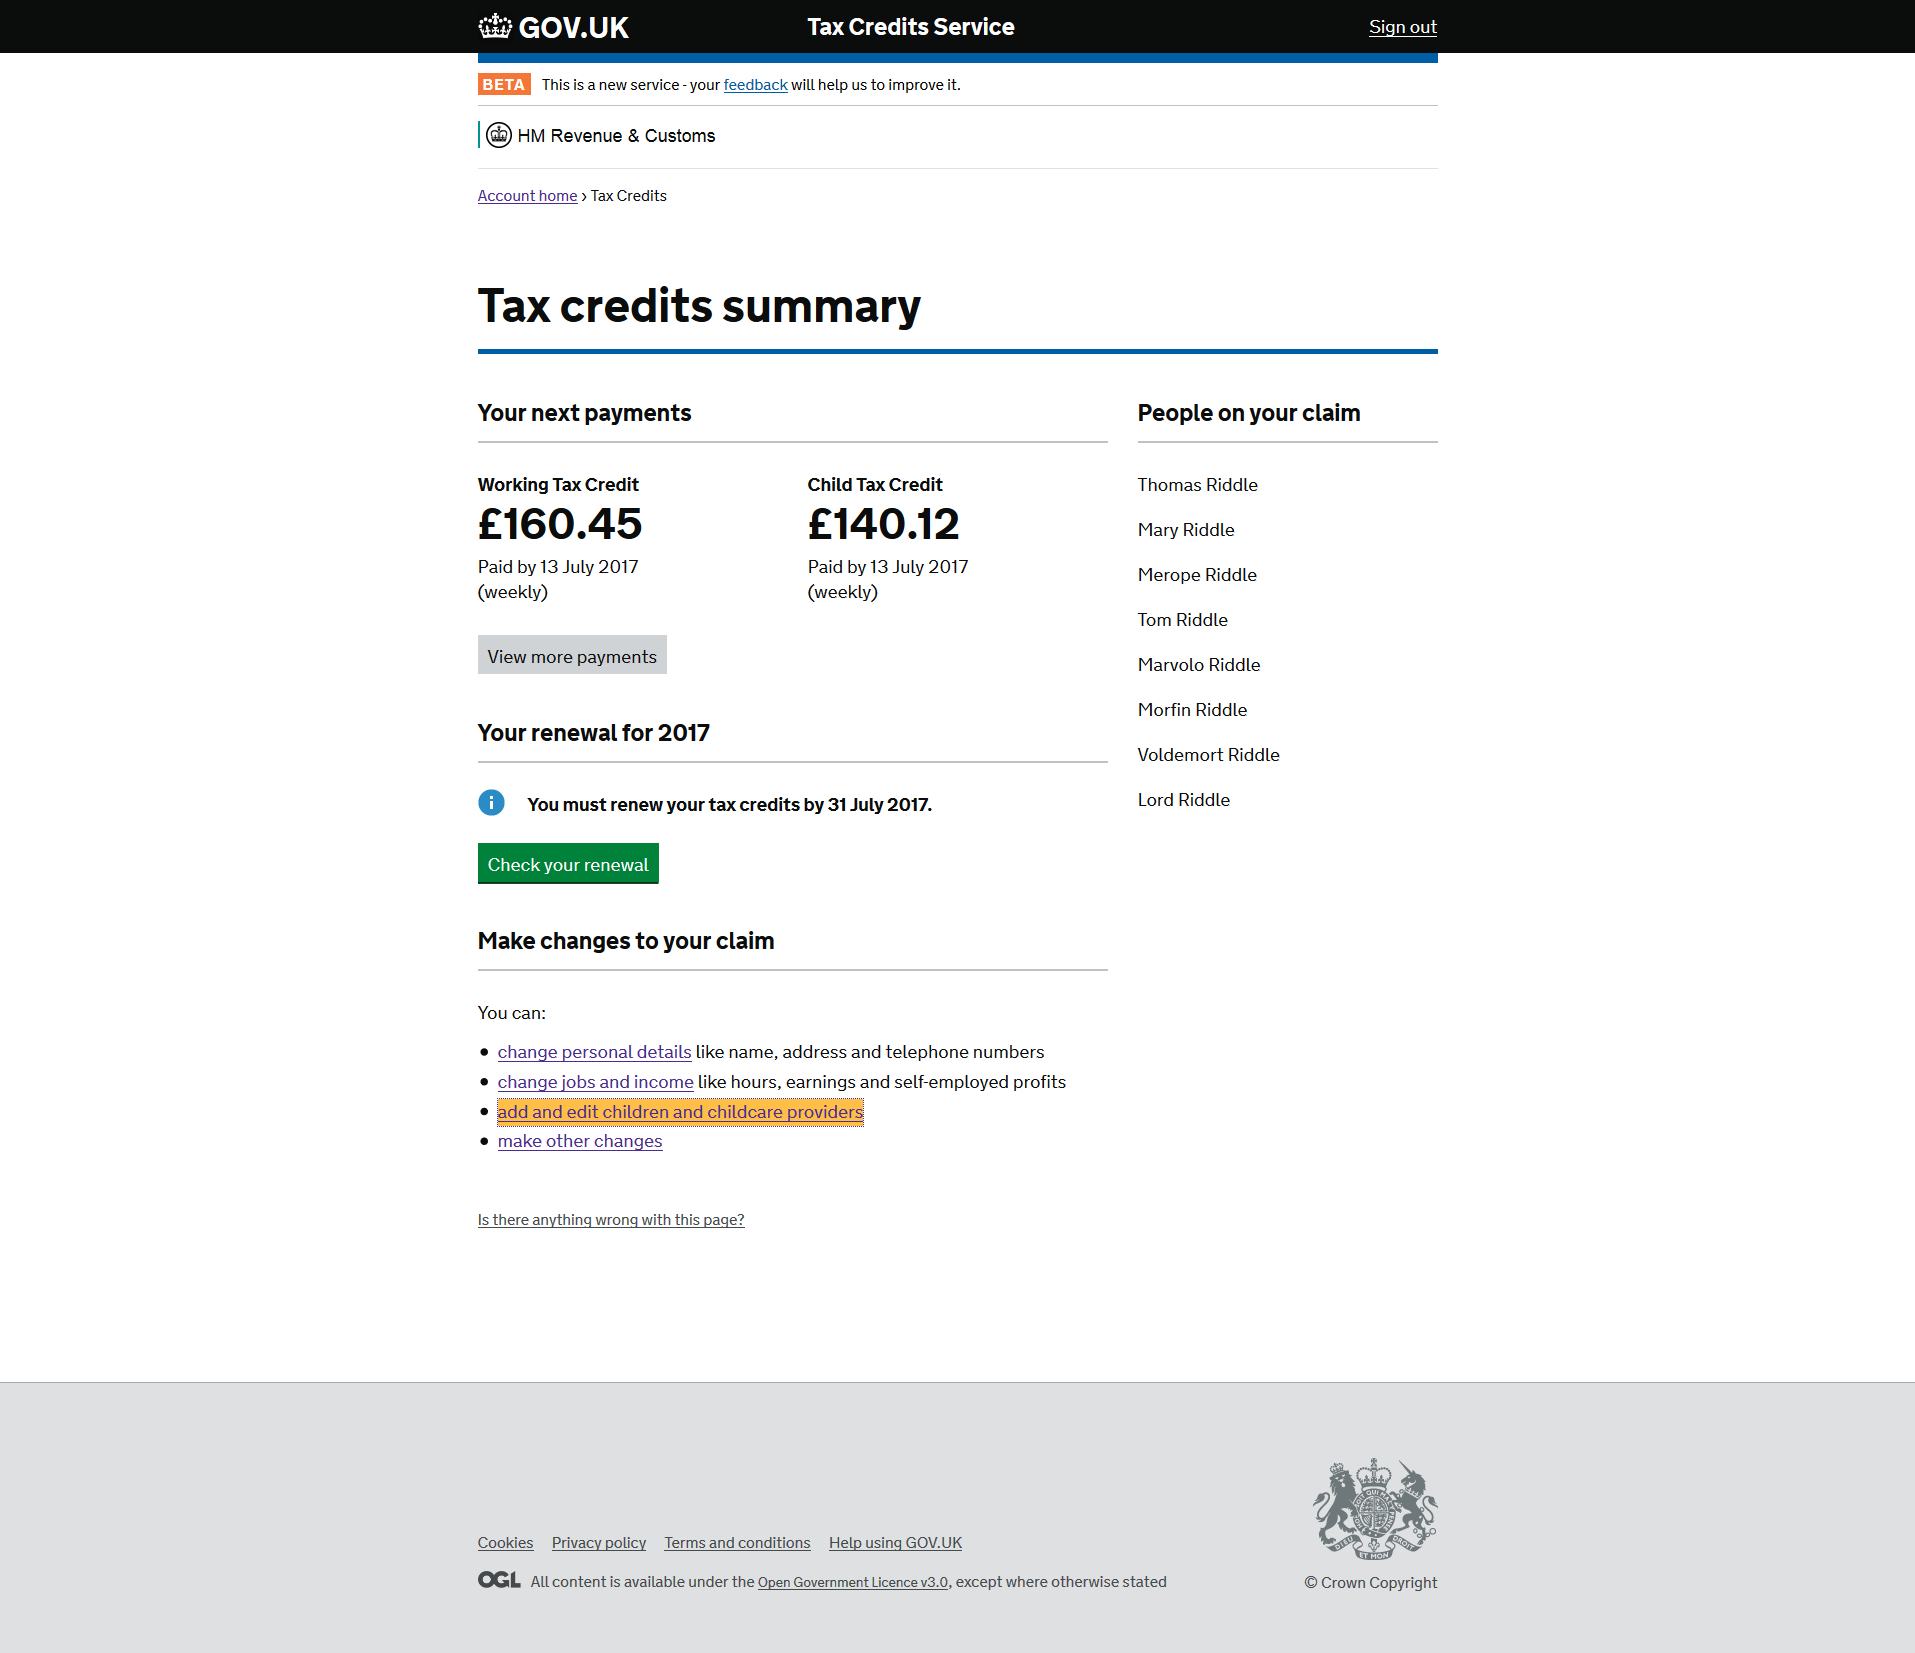 GOV.UK
Tax Credits Service
Sign out
BETA This is a new service - your feedback will help us to improve it.
HM Revenue & Customs
Account home › Tax Credits
Tax credits summary
Your next payments
Working Tax Credit
£160.45
Paid by 13 July 2017
(weekly)
Child Tax Credit
£140.12
Paid by 13 July 2017
(weekly)
View more payments
Your renewal for 2017
You must renew your tax credits by 31 July 2017.
Check your renewal
Make changes to your claim
You can:
• change personal details like name, address and telephone numbers
• change jobs and income like hours, earnings and self-employed profits
• add and edit children and childcare providers
• make other changes
Is there anything wrong with this page?
People on your claim
Thomas Riddle
Mary Riddle
Merope Riddle
Tom Riddle
Marvolo Riddle
Morfin Riddle
Voldemort Riddle
Lord Riddle
Cookies Privacy policy Terms and conditions Help using GOV.UK
OGL All content is available under the Open Government Licence v3.0, except where otherwise stated
DIEU ET MON DROIT
© Crown Copyright